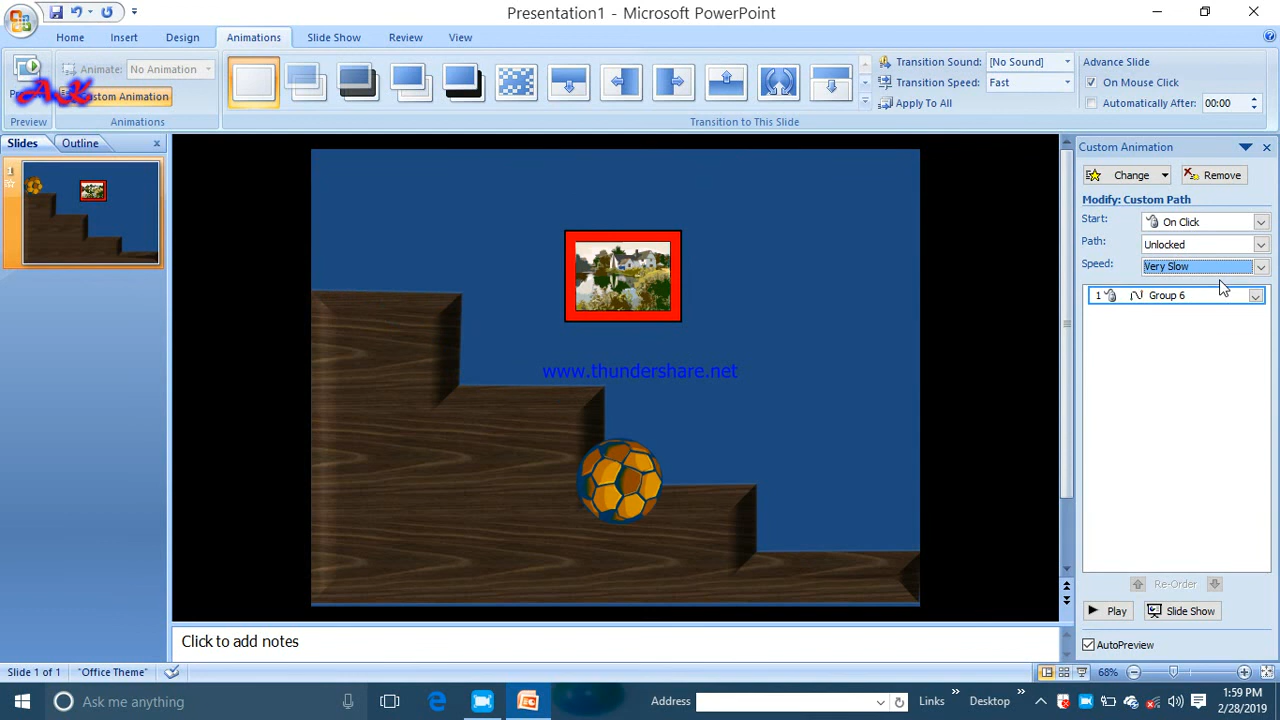 Presentation1 - Microsoft PowerPoint
Home Insert Design Animations Slide Show Review View
Animate: No Animation
Custom Animation
AK
Preview
Animations
Transition Sound: [No Sound]
Transition Speed: Fast
Apply To All
Transition to This Slide
Advance Slide
On Mouse Click
Automatically After: 00:00
Slides Outline
1
Custom Animation
Change Remove
Modify: Custom Path
Start: On Click
Path: Unlocked
Speed: Very Slow
1 Group 6
www.thundershare.net
Re-Order
Play Slide Show
AutoPreview
Click to add notes
Slide 1 of 1 "Office Theme" 68%
Ask me anything
Address
Links »
Desktop »
1:59 PM
2/28/2019